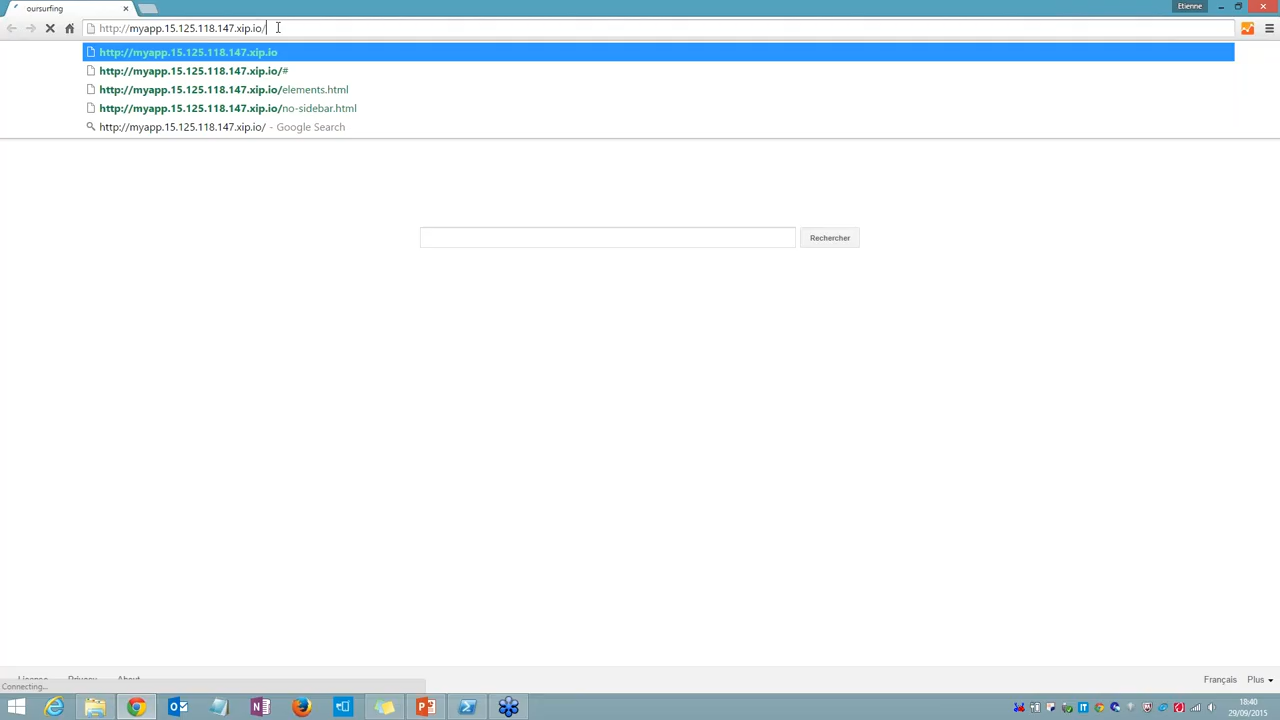 oursurfing
Etienne
http://myapp.15.125.118.147.xip.io/
http://myapp.15.125.118.147.xip.io
http://myapp.15.125.118.147.xip.io/#
http://myapp.15.125.118.147.xip.io/elements.html
http://myapp.15.125.118.147.xip.io/no-sidebar.html
http://myapp.15.125.118.147.xip.io/ - Google Search
Rechercher
License Privacy About
Français Plus
Connecting...
18:40
29/09/2015